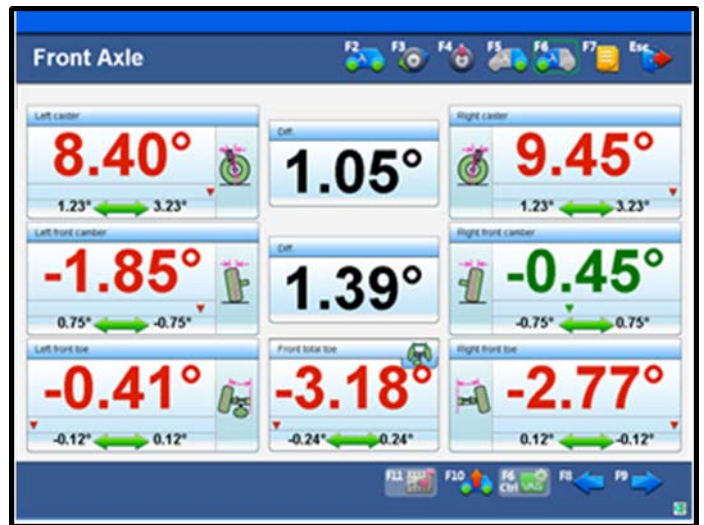 Front Axle
F2 F3 F4 F5 F6 F7 Esc
Left caster
8.40°
1.23° 3.23°
Diff.
1.05°
Right caster
9.45°
1.23° 3.23°
Left front camber
-1.85°
0.75° -0.75°
Diff.
1.39°
Right front camber
-0.45°
-0.75° 0.75°
Left front toe
-0.41°
-0.12° 0.12°
Front total toe
-3.18°
-0.24° 0.24°
Right front toe
-2.77°
0.12° -0.12°
F11 F10 F6 Ctrl VAG F8 F9